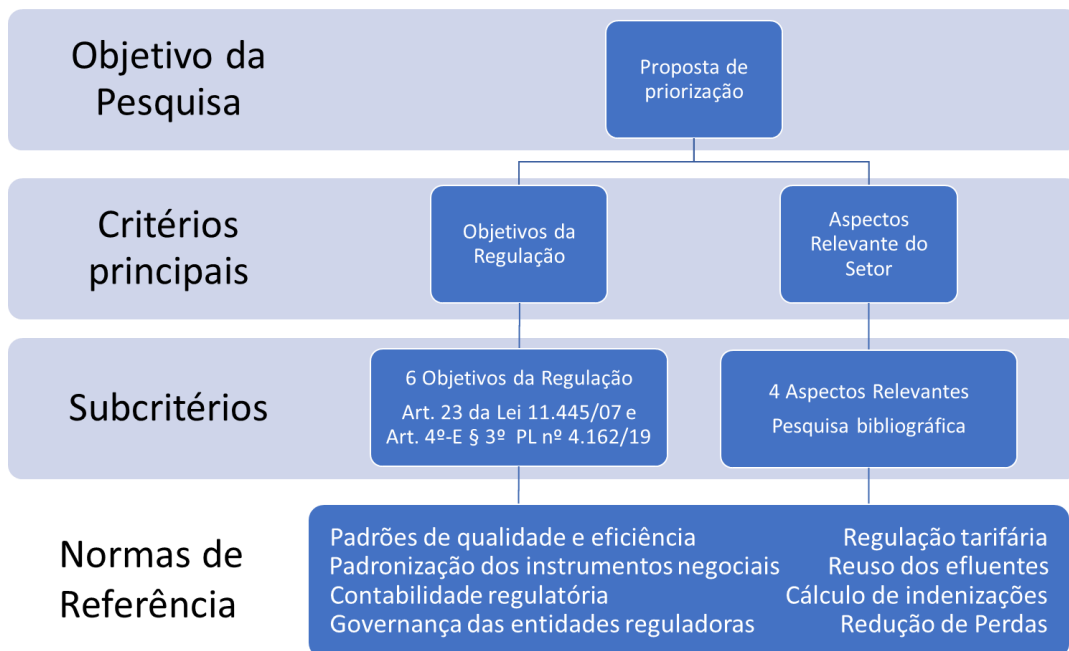 Objetivo da
Pesquisa
Proposta de
priorização
Critérios
principais
Objetivos da
Regulação
Aspectos
Relevante do
Setor
Subcritérios
6 Objetivos da Regulação
Art. 23 da Lei 11.445/07 e
Art. 4º-E § 3º PL nº 4.162/19
4 Aspectos Relevantes
Pesquisa bibliográfica
Normas de
Referência
Padrões de qualidade e eficiência
Padronização dos instrumentos negociais
Contabilidade regulatória
Governança das entidades reguladoras
Regulação tarifária
Reuso dos efluentes
Cálculo de indenizações
Redução de Perdas